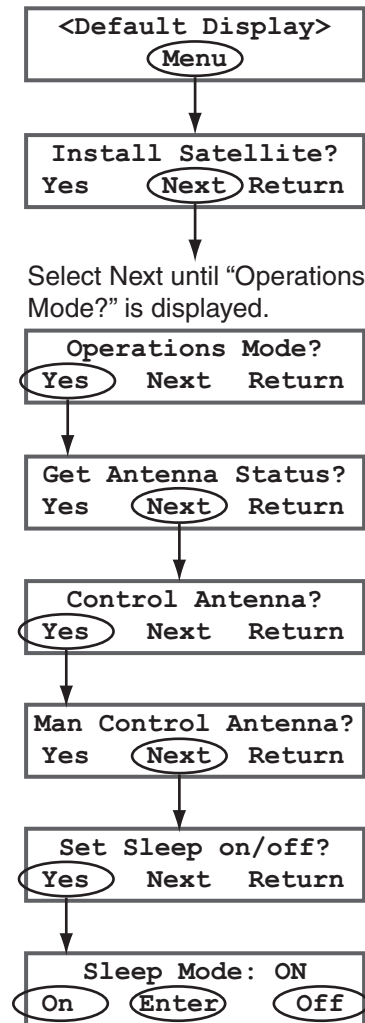 <Default Display>
Menu
Install Satellite?
Yes Next Return
Select Next until “Operations
Mode?” is displayed.
Operations Mode?
Yes Next Return
Get Antenna Status?
Yes Next Return
Control Antenna?
Yes Next Return
Man Control Antenna?
Yes Next Return
Set Sleep on/off?
Yes Next Return
Sleep Mode: ON
On Enter Off